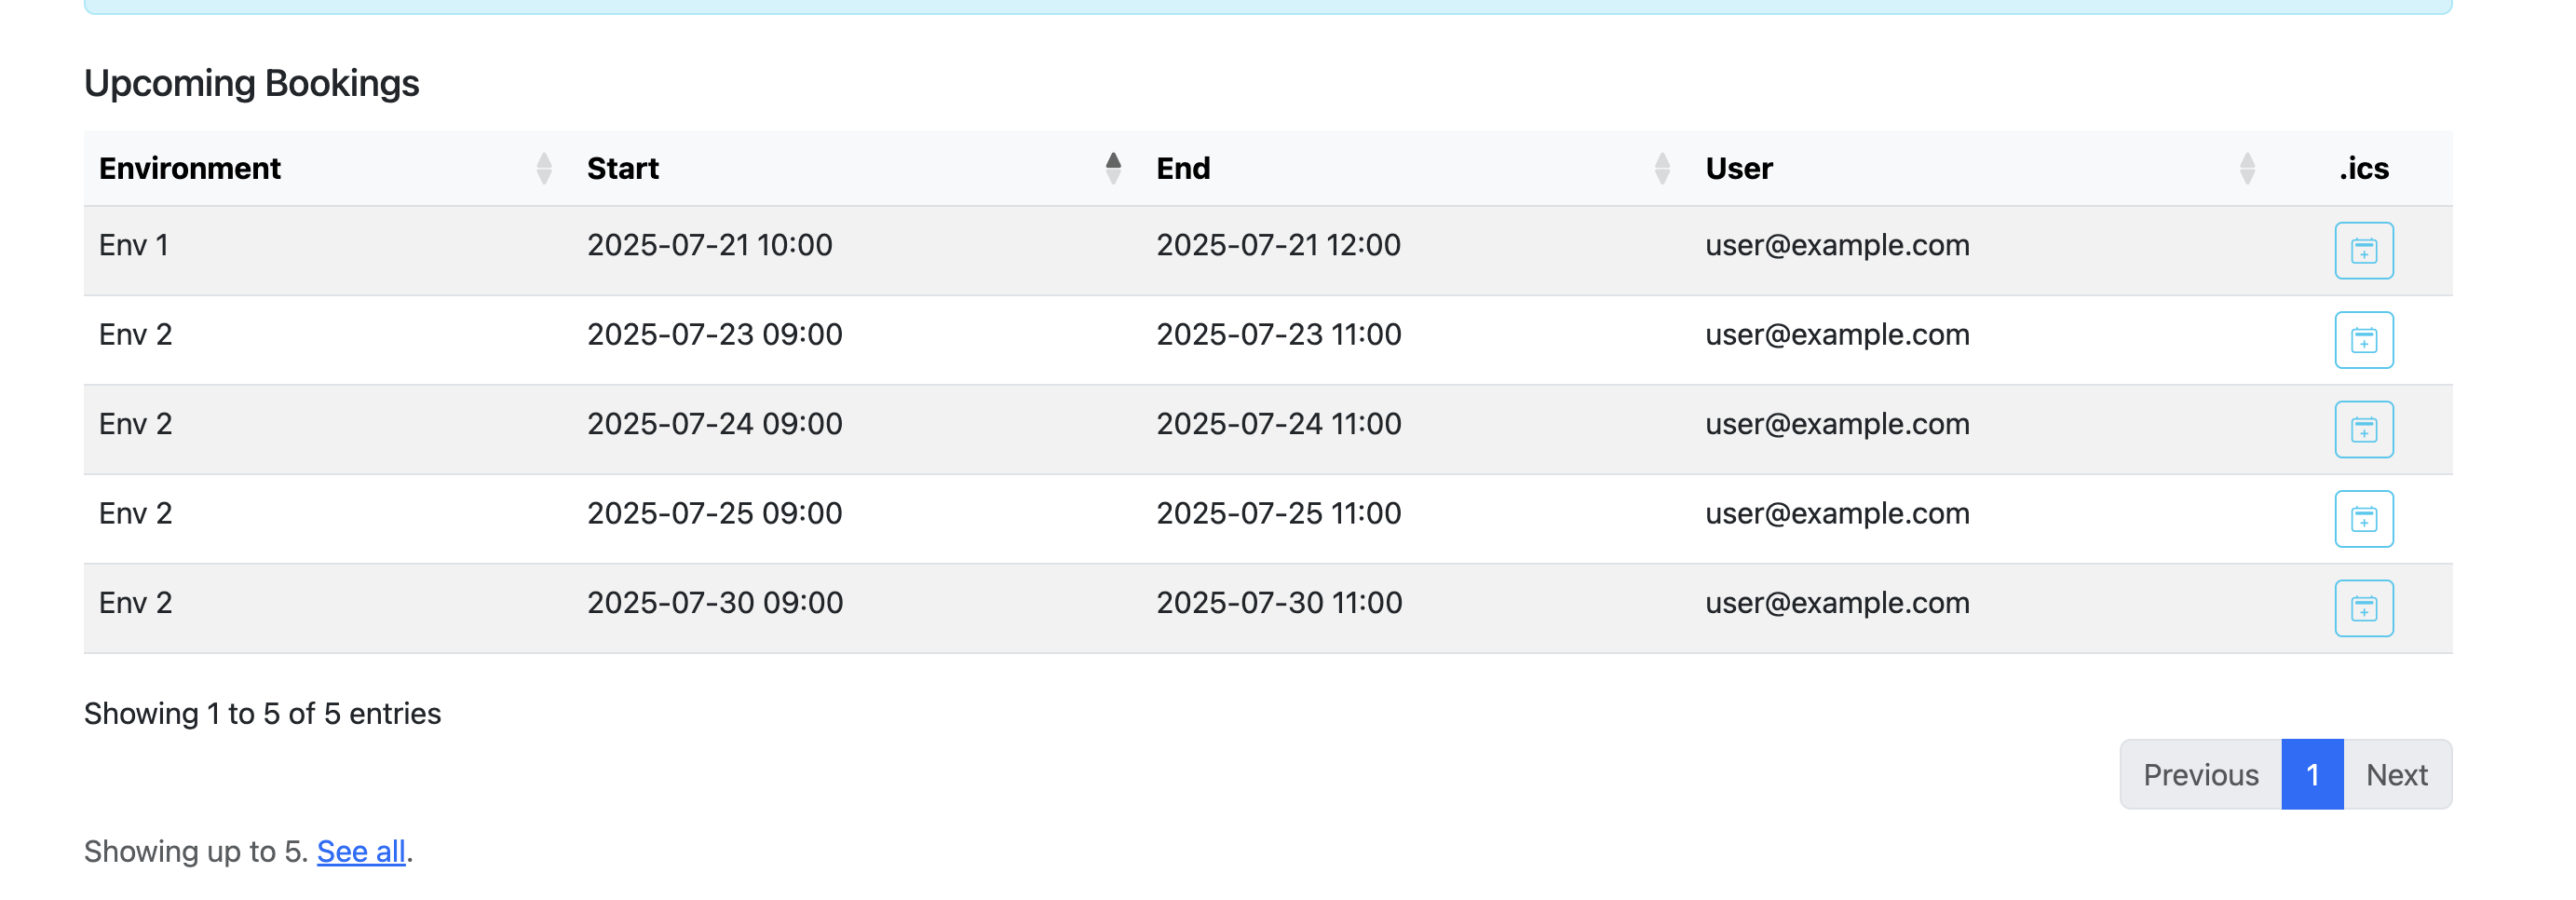 Upcoming Bookings
Environment Start End User .ics
Env 1 2025-07-21 10:00 2025-07-21 12:00 user@example.com
Env 2 2025-07-23 09:00 2025-07-23 11:00 user@example.com
Env 2 2025-07-24 09:00 2025-07-24 11:00 user@example.com
Env 2 2025-07-25 09:00 2025-07-25 11:00 user@example.com
Env 2 2025-07-30 09:00 2025-07-30 11:00 user@example.com
Showing 1 to 5 of 5 entries
Previous 1 Next
Showing up to 5. See all.